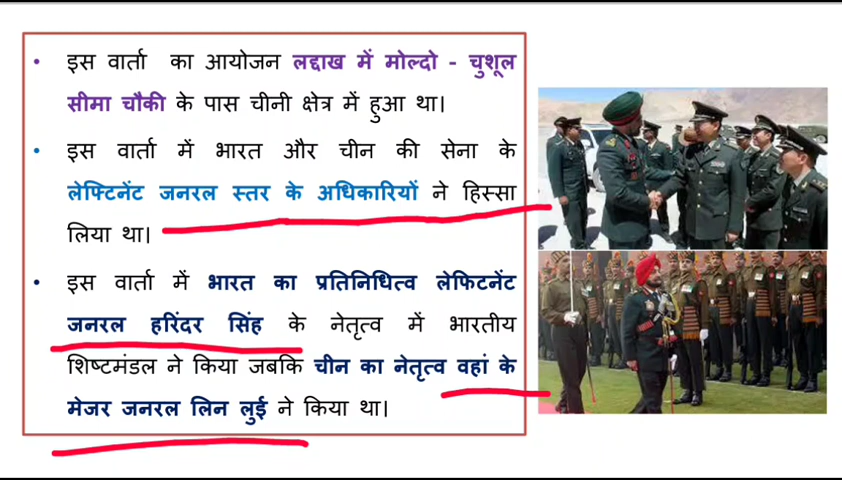 • इस वार्ता का आयोजन लद्दाख में मोल्दो - चुशूल
सीमा चौकी के पास चीनी क्षेत्र में हुआ था।
• इस वार्ता में भारत और चीन की सेना के
लेफ्टिनेंट जनरल स्तर के अधिकारियों ने हिस्सा
लिया था।
• इस वार्ता में भारत का प्रतिनिधित्व लेफिटनेंट
जनरल हरिंदर सिंह के नेतृत्व में भारतीय
शिष्टमंडल ने किया जबकि चीन का नेतृत्व वहां के
मेजर जनरल लिन लुई ने किया था।